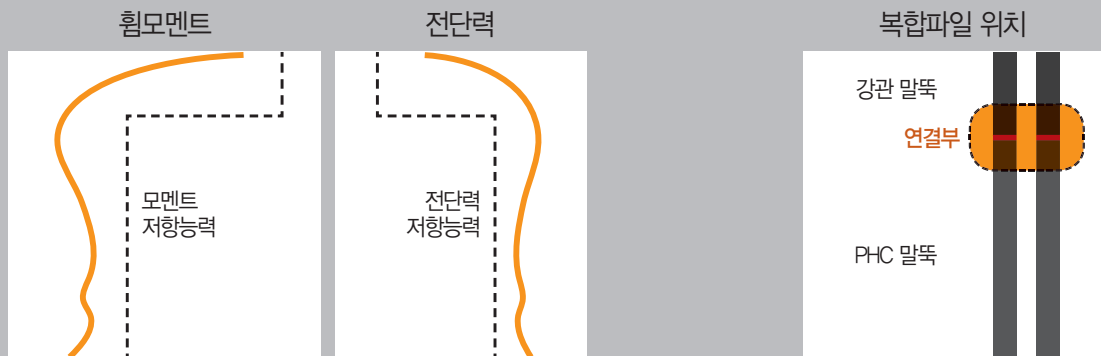 휨모멘트
전단력
복합파일 위치
모멘트
저항능력
전단력
저항능력
강관 말뚝
연결부
PHC 말뚝